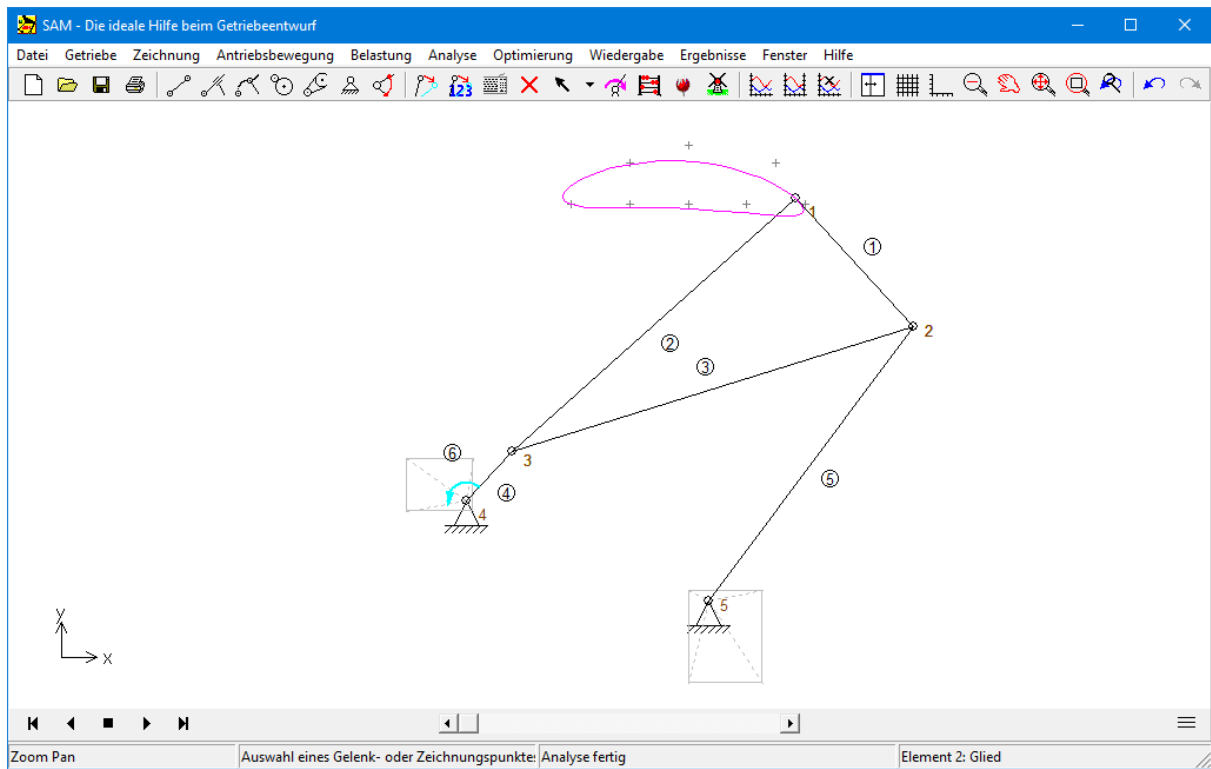 SAM - Die ideale Hilfe beim Getriebeentwurf
Datei Getriebe Zeichnung Antriebsbewegung Belastung Analyse Optimierung Wiedergabe Ergebnisse Fenster Hilfe
123
1
①
2
②
③
⑥
3
④
⑤
4
5
y
x
Zoom Pan Auswahl eines Gelenk- oder Zeichnungspunkte: Analyse fertig Element 2: Glied